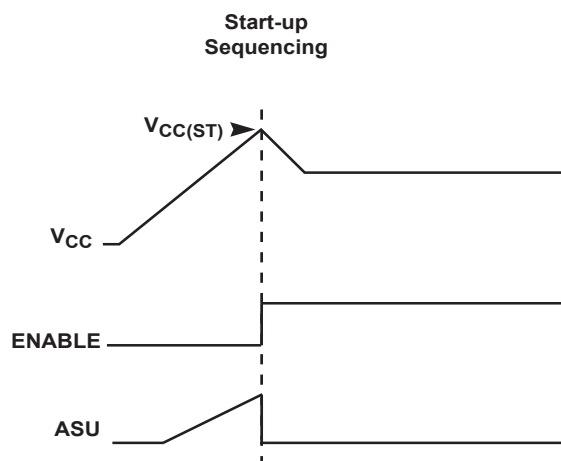 Start-up
Sequencing
VCC(ST)
VCC
ENABLE
ASU